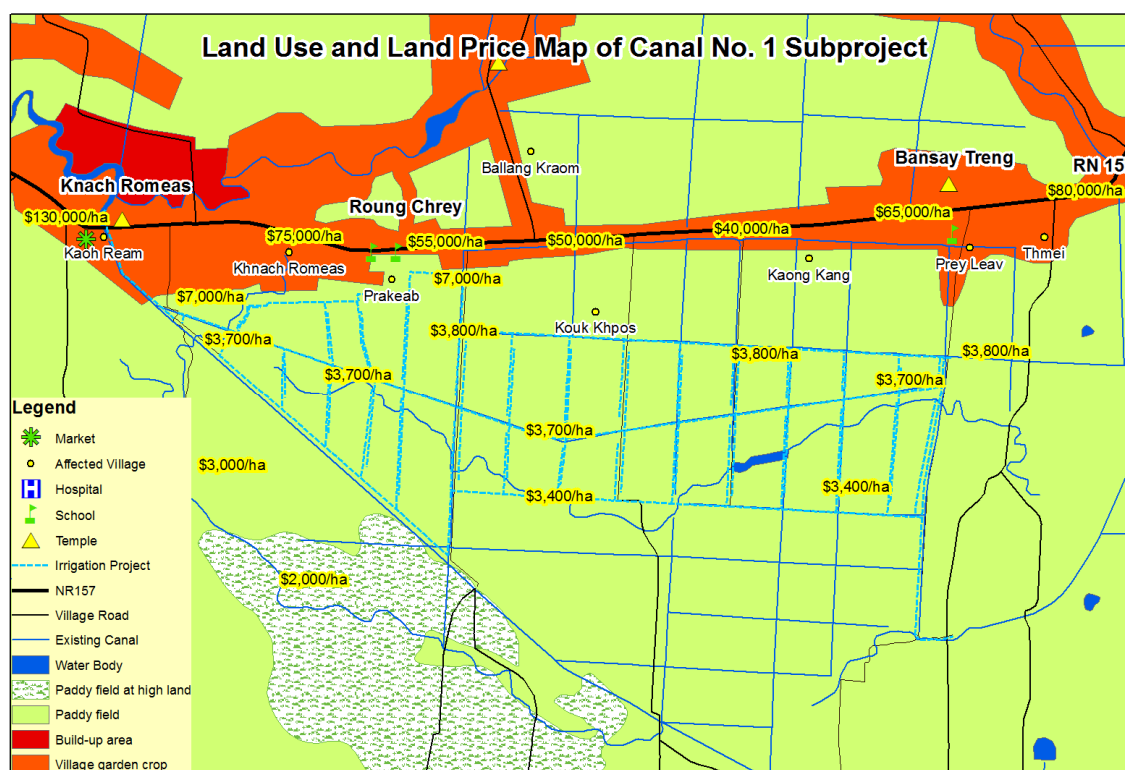 Land Use and Land Price Map of Canal No. 1 Subproject
Ballang Kraom
Bansay Treng
RN 15
Knach Romeas
$80,000/ha
Roung Chrey
$130,000/ha
$65,000/ha
$75,000/ha
$55,000/ha
$50,000/ha
$40,000/ha
Kaoh Ream
Khnach Romeas
Kaong Kang
Prey Leav
Thmei
$7,000/ha
Prakeab
$7,000/ha
Kouk Khpos
$3,700/ha
$3,800/ha
$3,800/ha
$3,800/ha
$3,700/ha
$3,700/ha
$3,700/ha
$3,000/ha
$3,400/ha
$3,400/ha
$2,000/ha
Legend
Market
Affected Village
Hospital
School
Temple
Irrigation Project
NR157
Village Road
Existing Canal
Water Body
Paddy field at high land
Paddy field
Build-up area
Village garden crop